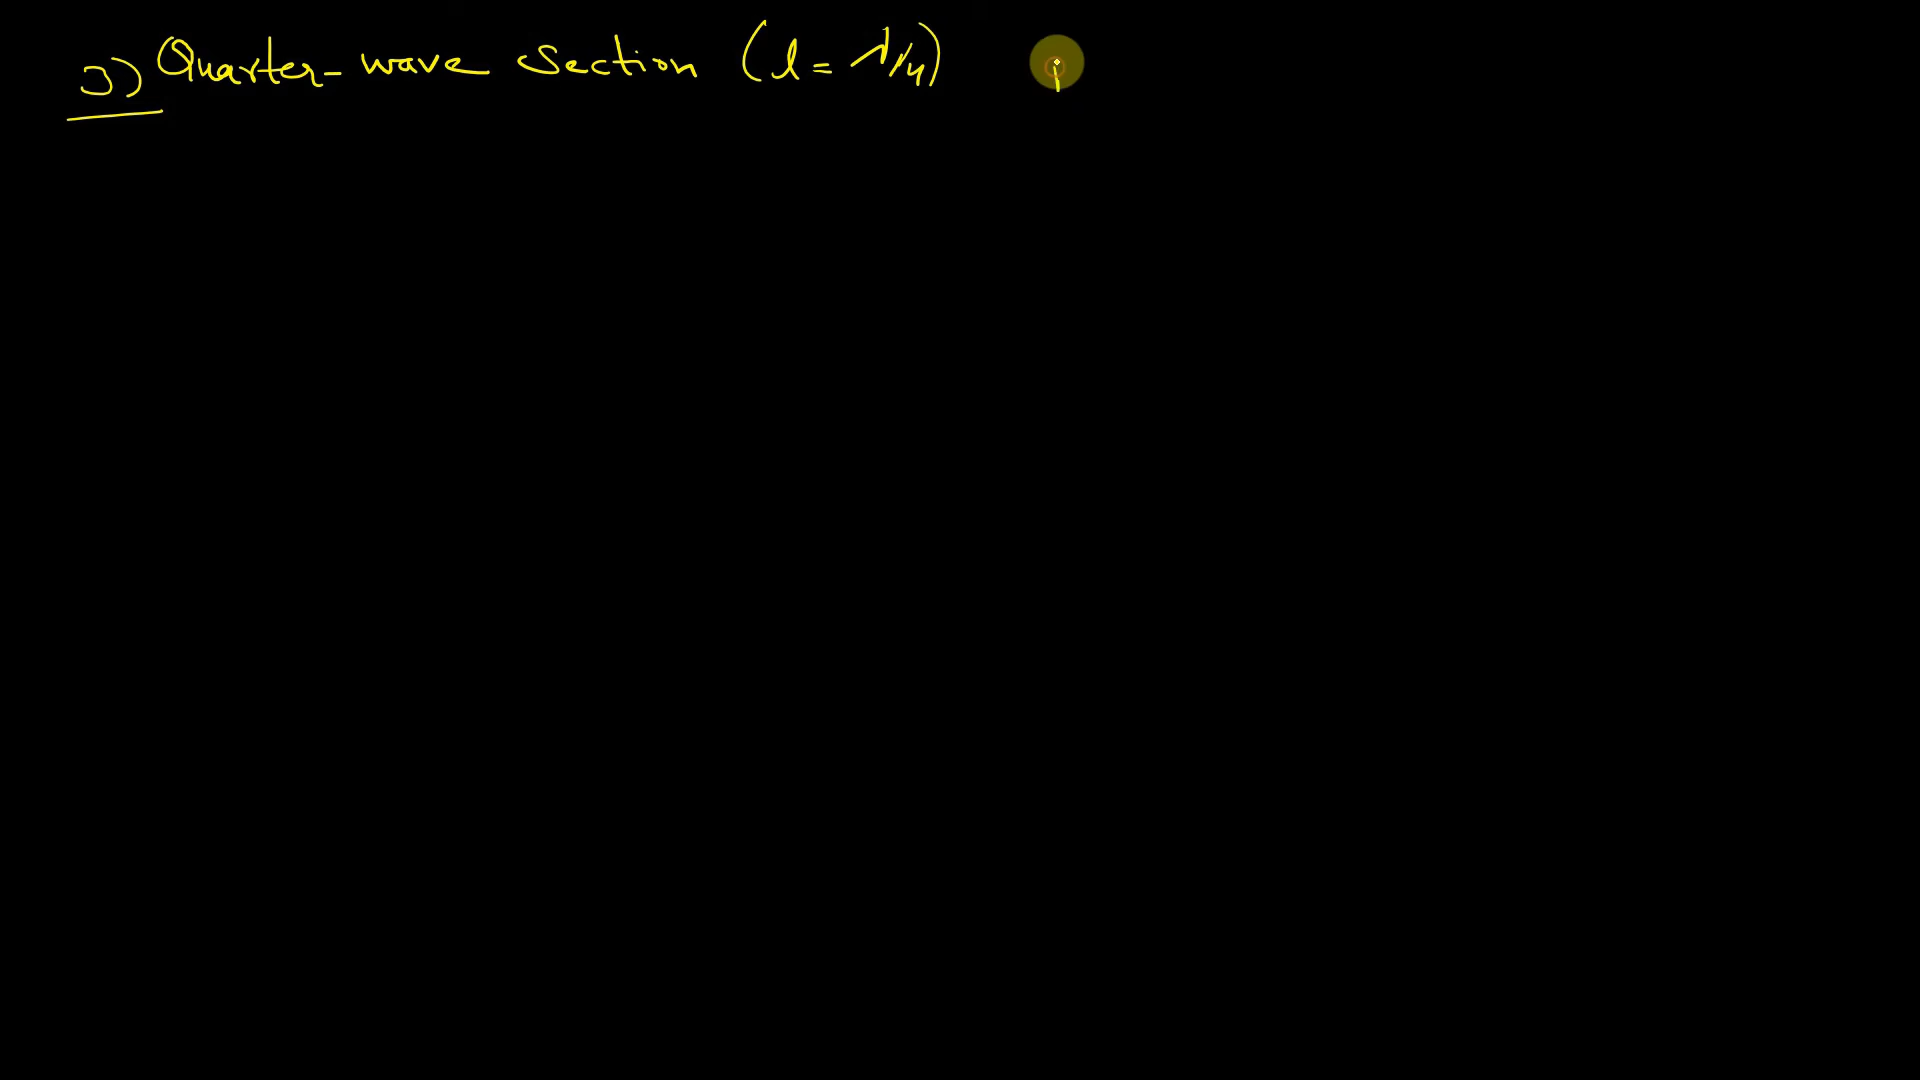 3) Quarter-wave section (l = λ/4)